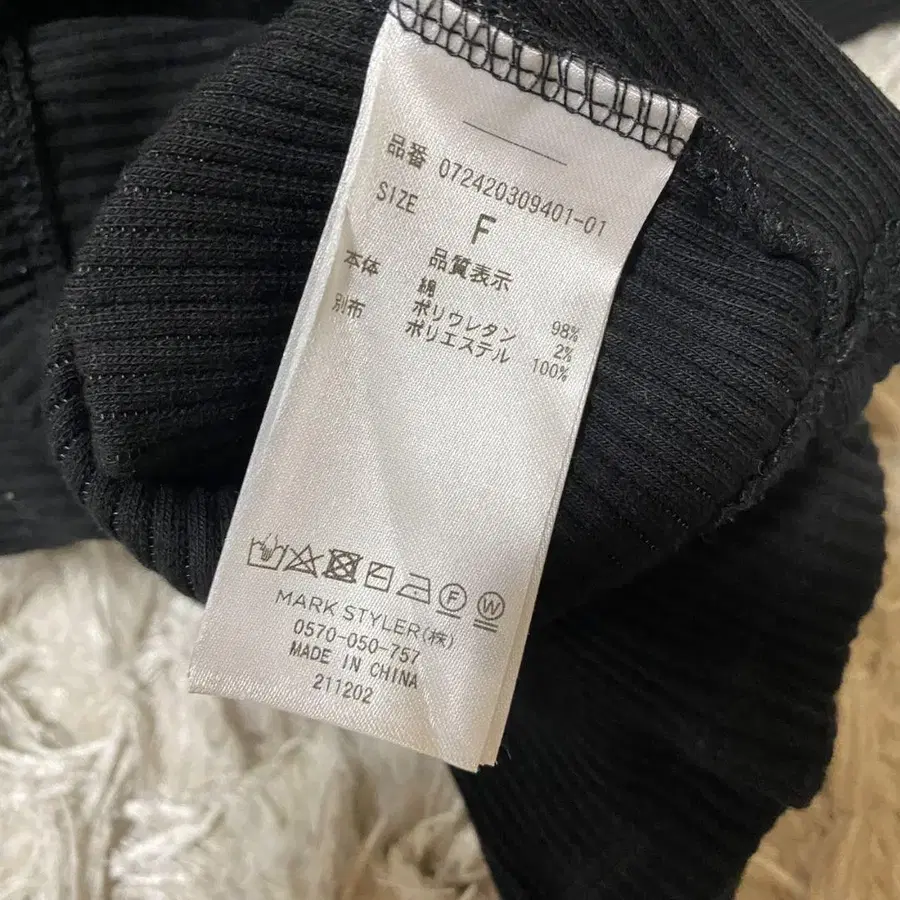 品番 072420309401-01
SIZE F
品質表示
本体 綿 98%
ポリウレタン 2%
別布 ポリエステル 100%
F W
MARK STYLER(株)
0570-050-757
MADE IN CHINA
211202